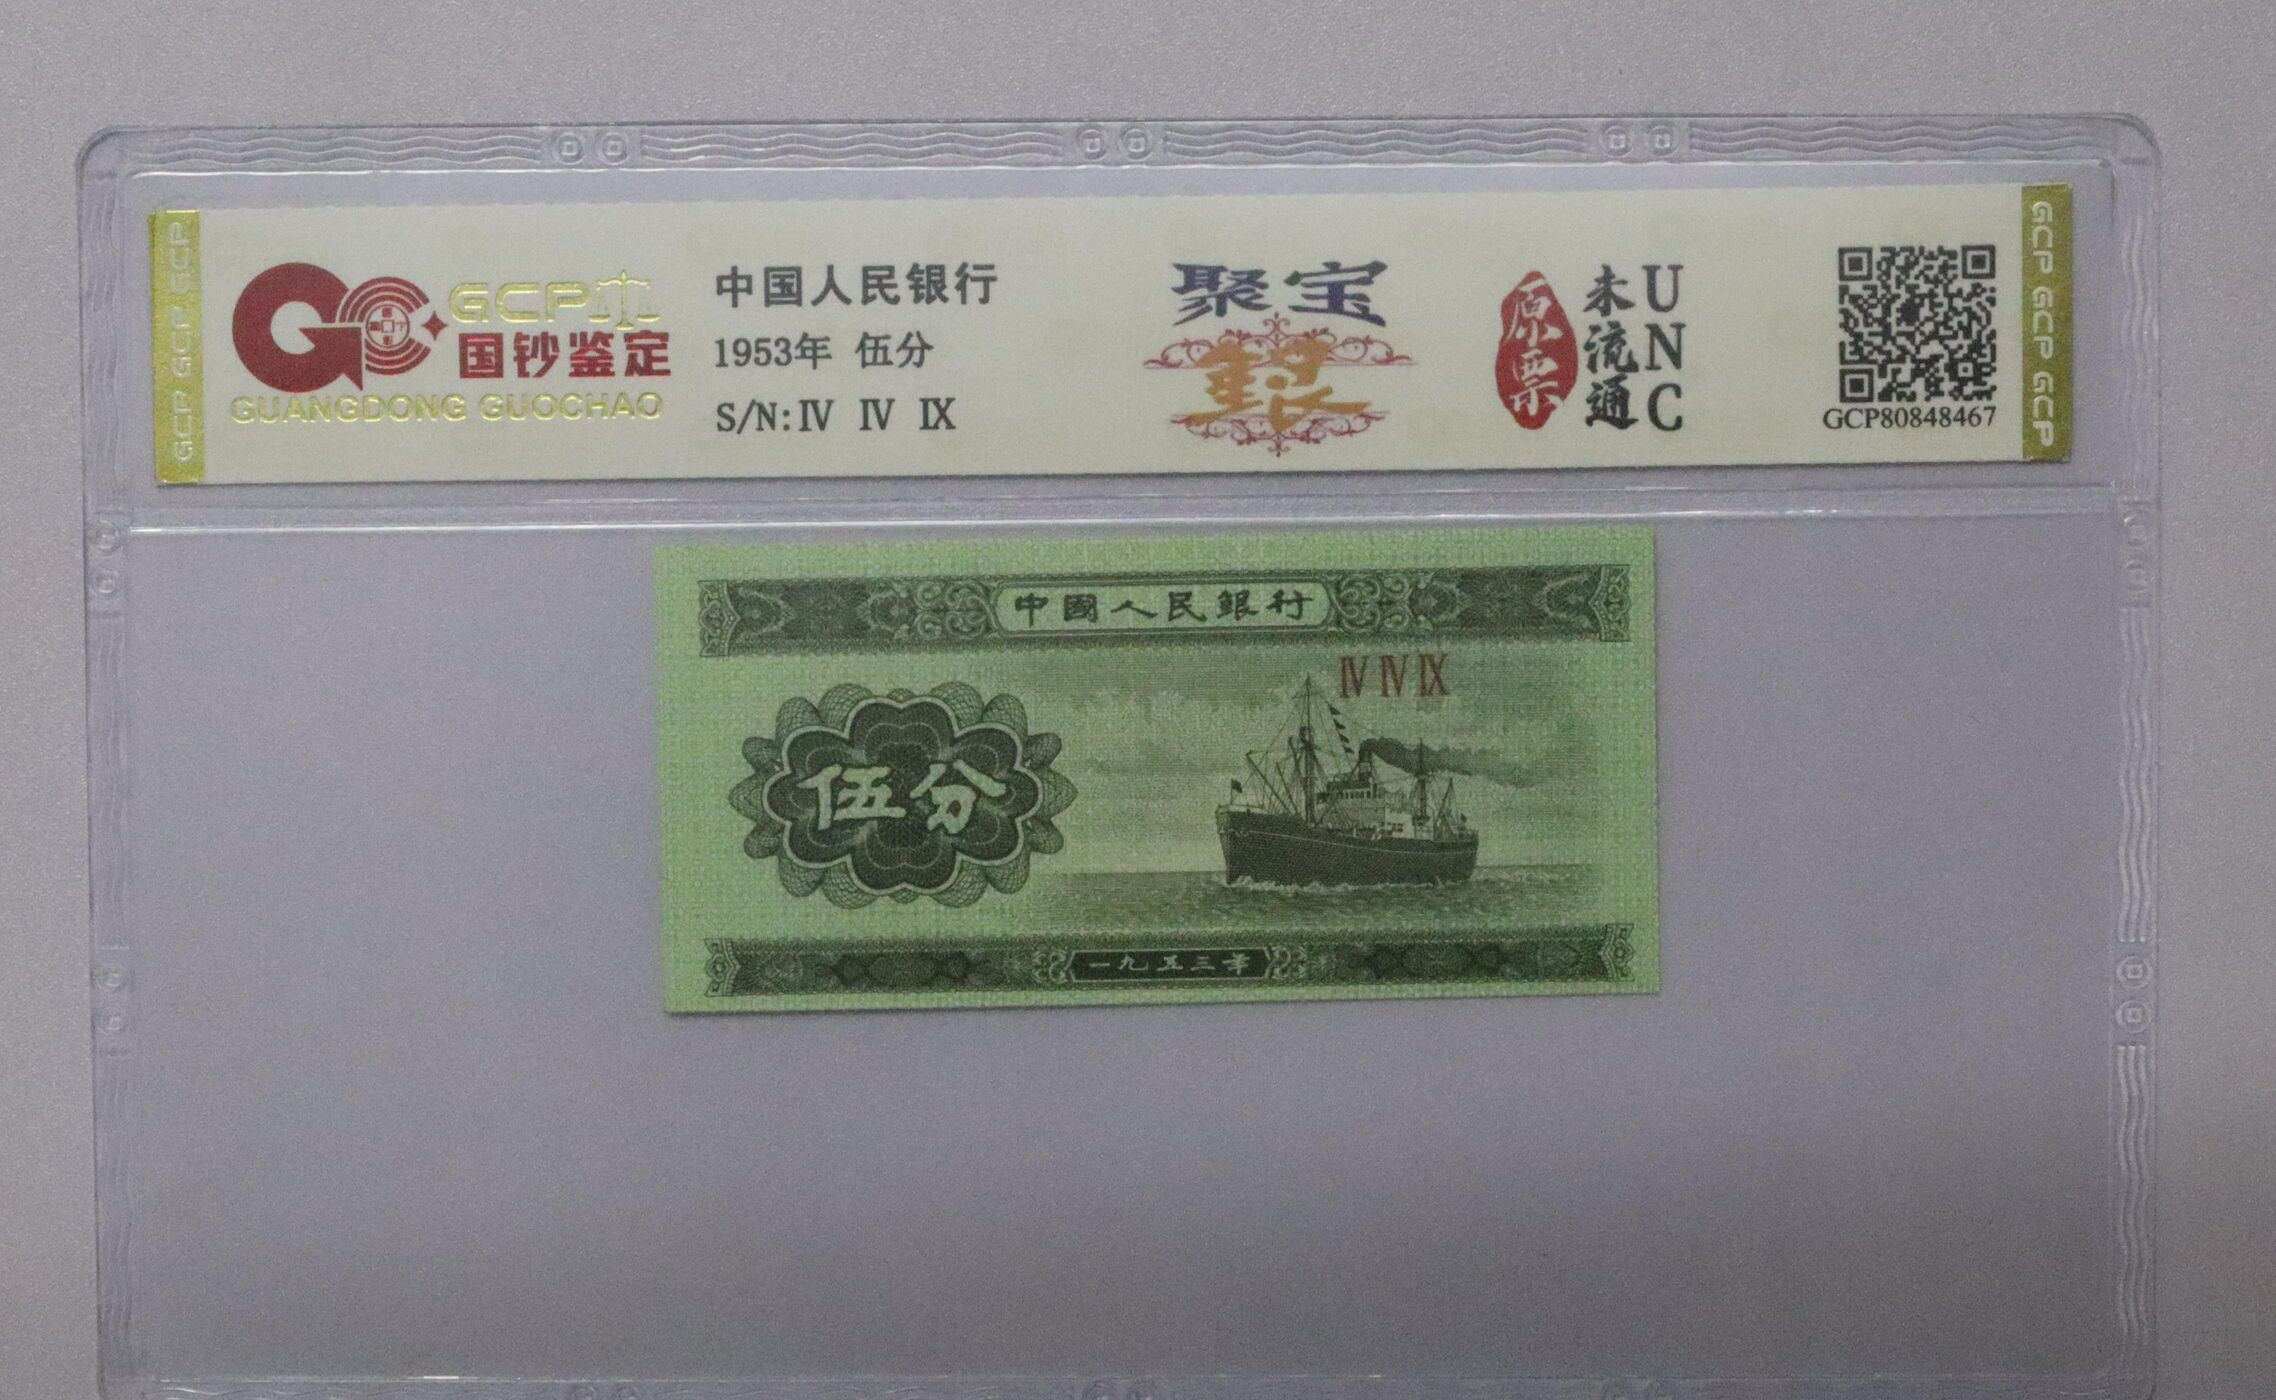 GCP GCP GCP
GCP
国钞鉴定
GUANGDONG GUOCHAO
中国人民银行
1953年 伍分
S/N:Ⅳ Ⅳ Ⅸ
聚宝
原票
未流通
UNC
GCP80848467
GCP GCP GCP
中國人民銀行
Ⅳ Ⅳ Ⅸ
伍分
一九五三年